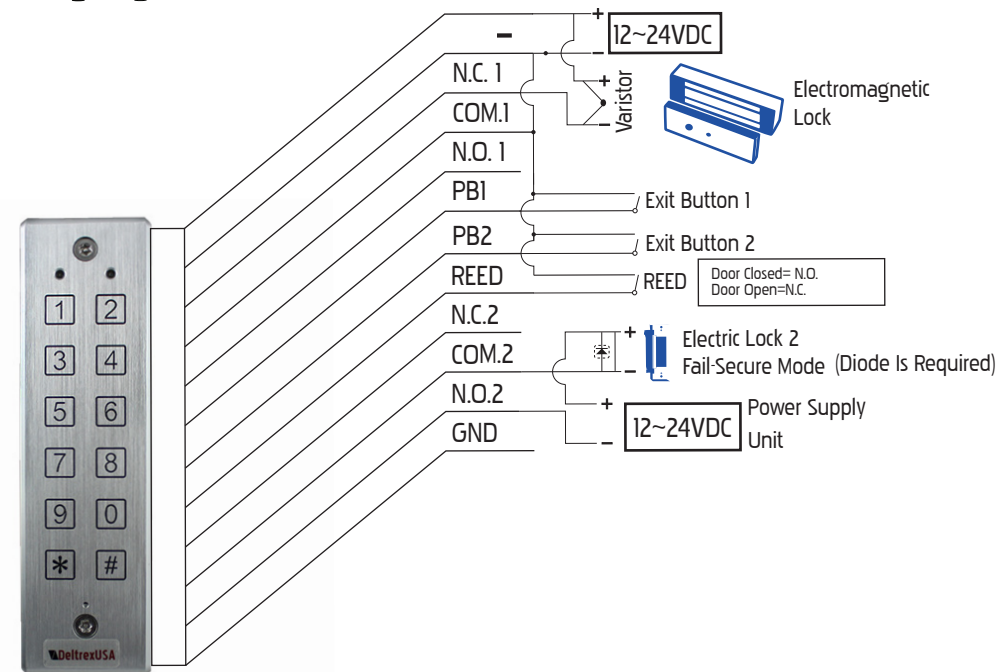 +
12~24VDC
−
−
N.C. 1
+
−
Varistor
Electromagnetic
Lock
COM.1
N.O. 1
PB1
Exit Button 1
PB2
Exit Button 2
REED
REED
Door Closed= N.O.
Door Open=N.C.
N.C.2
COM.2
+
−
Electric Lock 2
Fail-Secure Mode (Diode Is Required)
N.O.2
+
−
12~24VDC
Power Supply
Unit
GND
1 2
3 4
5 6
7 8
9 0
* #
DeltrexUSA